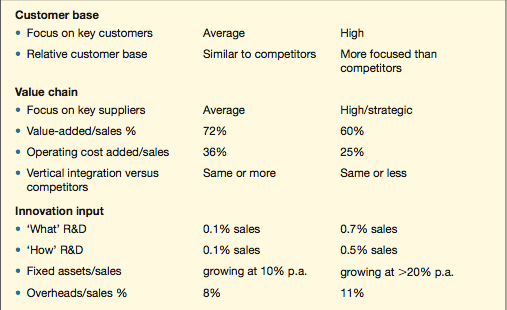 Customer base
• Focus on key customers Average High
• Relative customer base Similar to competitors More focused than
competitors
Value chain
• Focus on key suppliers Average High/strategic
• Value-added/sales % 72% 60%
• Operating cost added/sales 36% 25%
• Vertical integration versus Same or more Same or less
competitors
Innovation input
• ‘What’ R&D 0.1% sales 0.7% sales
• ‘How’ R&D 0.1% sales 0.5% sales
• Fixed assets/sales growing at 10% p.a. growing at >20% p.a.
• Overheads/sales % 8% 11%